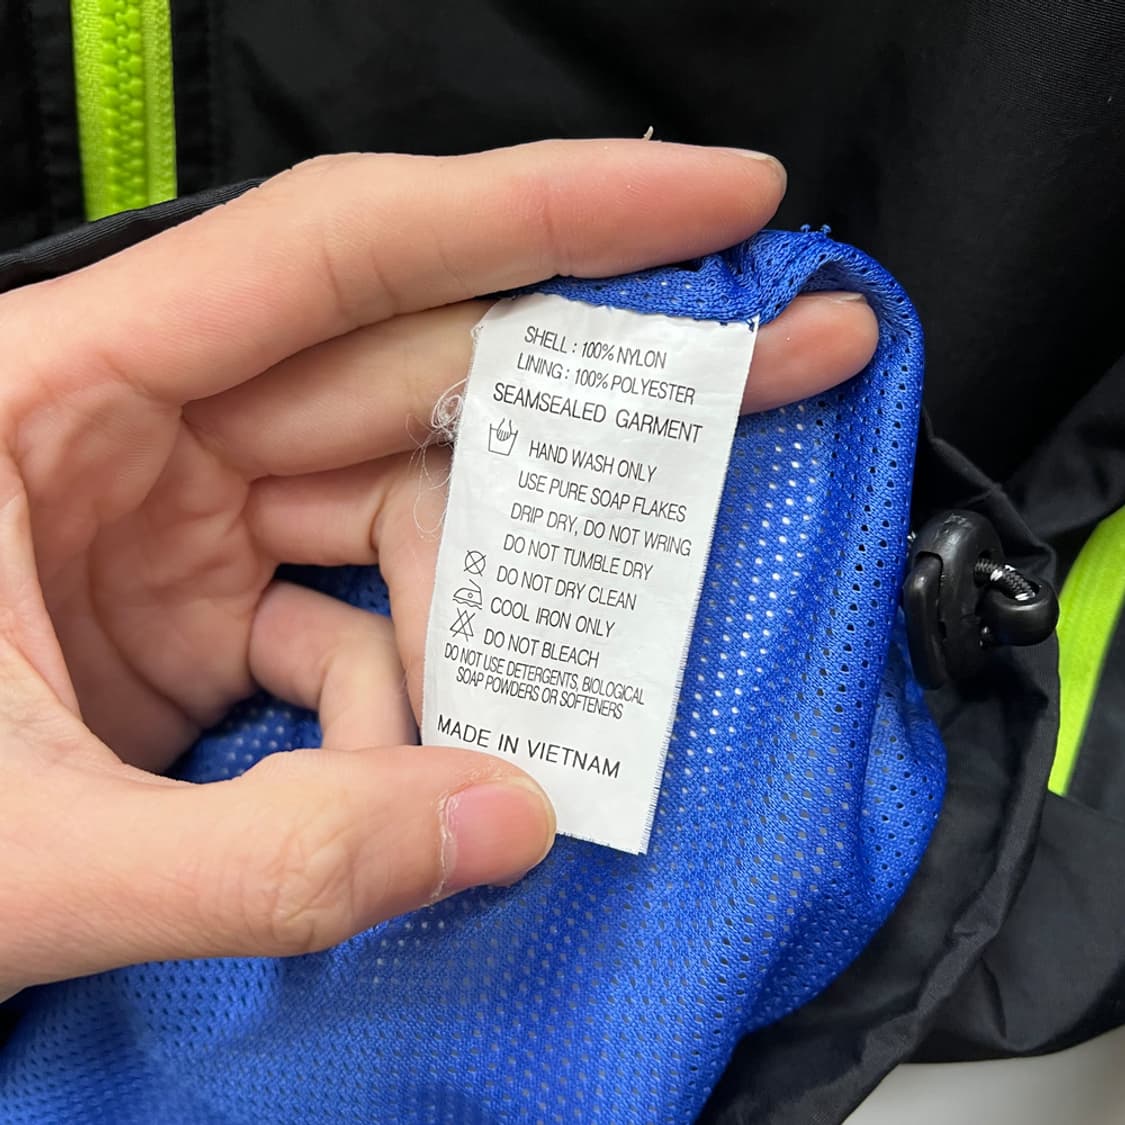 SHELL : 100% NYLON
LINING : 100% POLYESTER
SEAMSEALED GARMENT
HAND WASH ONLY
USE PURE SOAP FLAKES
DRIP DRY, DO NOT WRING
DO NOT TUMBLE DRY
DO NOT DRY CLEAN
COOL IRON ONLY
DO NOT BLEACH
DO NOT USE DETERGENTS, BIOLOGICAL
SOAP POWDERS OR SOFTENERS
MADE IN VIETNAM